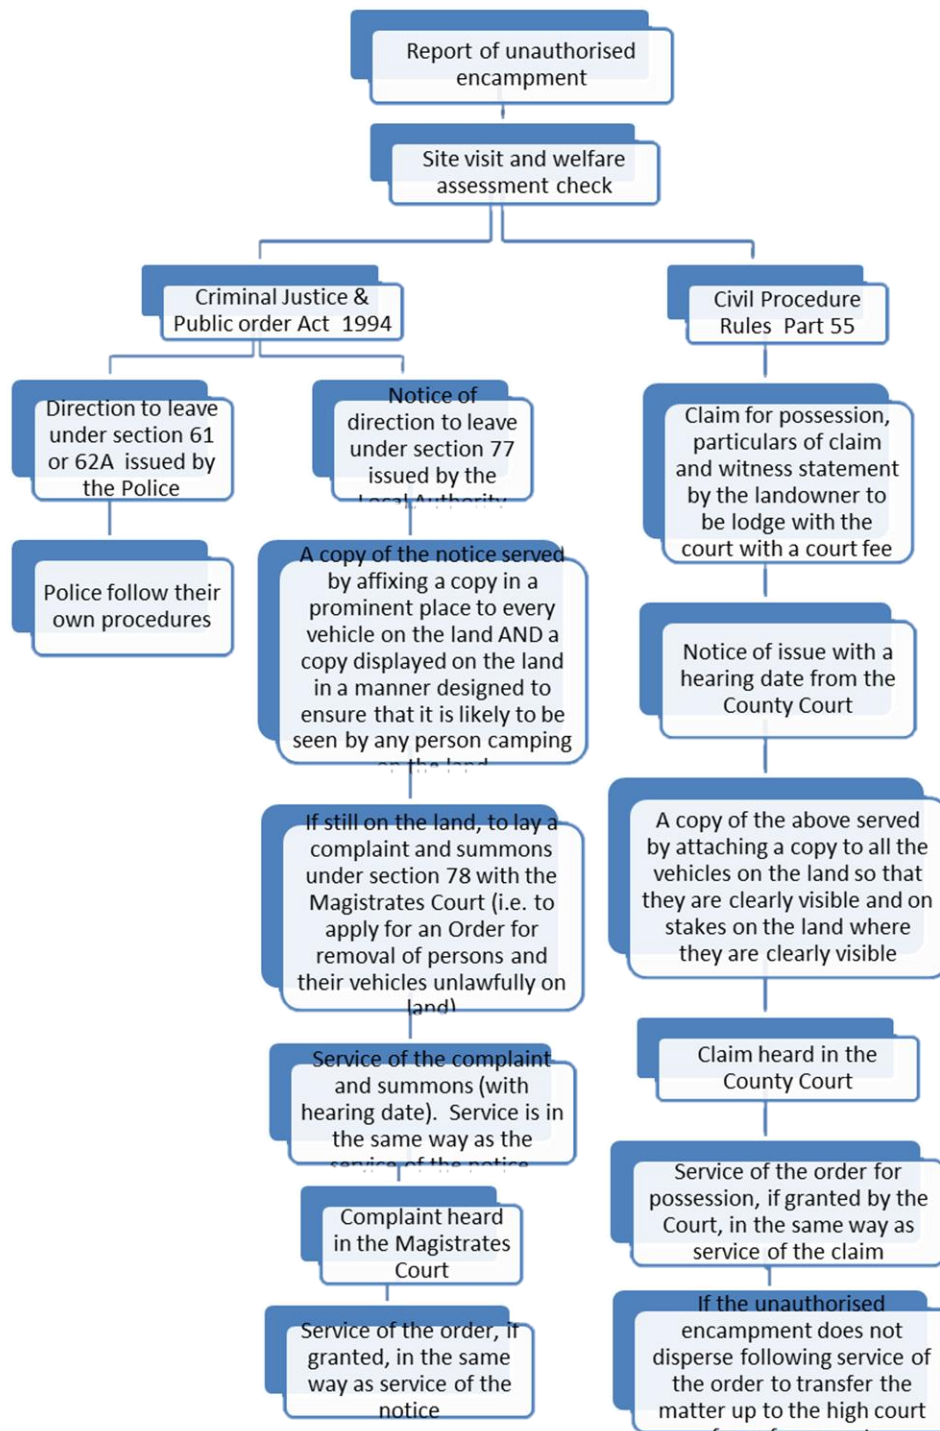 Report of unauthorised
encampment
Site visit and welfare
assessment check
Criminal Justice &
Public order Act 1994
Direction to leave
under section 61
or 62A issued by
the Police
Police follow their
own procedures
Notice of
direction to leave
under section 77
issued by the
Local Authority
A copy of the notice served
by affixing a copy in a
prominent place to every
vehicle on the land AND a
copy displayed on the land
in a manner designed to
ensure that it is likely to be
seen by any person camping
on the land
If still on the land, to lay a
complaint and summons
under section 78 with the
Magistrates Court (i.e. to
apply for an Order for
removal of persons and
their vehicles unlawfully on
land)
Service of the complaint
and summons (with
hearing date). Service is in
the same way as the
service of the notice
Complaint heard
in the Magistrates
Court
Service of the order, if
granted, in the same
way as service of the
notice
Civil Procedure
Rules Part 55
Claim for possession,
particulars of claim
and witness statement
by the landowner to
be lodge with the
court with a court fee
Notice of issue with a
hearing date from the
County Court
A copy of the above served
by attaching a copy to all the
vehicles on the land so that
they are clearly visible and on
stakes on the land where
they are clearly visible
Claim heard in the
County Court
Service of the order for
possession, if granted by the
Court, in the same way as
service of the claim
If the unauthorised
encampment does not
disperse following service of
the order to transfer the
matter up to the high court